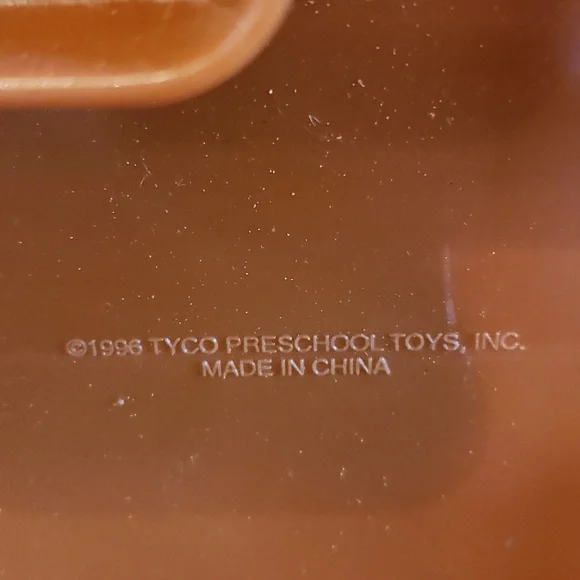 ©1996 TYCO PRESCHOOL TOYS, INC.
MADE IN CHINA